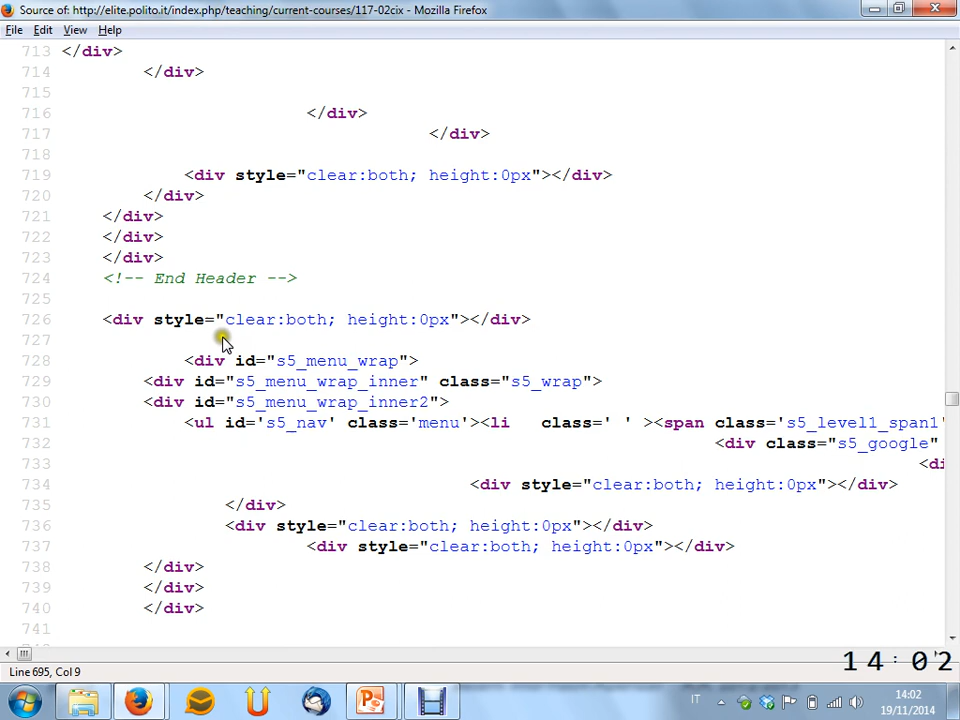 Source of: http://elite.polito.it/index.php/teaching/current-courses/117-02cix - Mozilla Firefox
File Edit View Help
713 </div>
714 </div>
715
716 </div>
717 </div>
718
719 <div style="clear:both; height:0px"></div>
720 </div>
721 </div>
722 </div>
723 </div>
724 <!-- End Header -->
725
726 <div style="clear:both; height:0px"></div>
727
728 <div id="s5_menu_wrap">
729 <div id="s5_menu_wrap_inner" class="s5_wrap">
730 <div id="s5_menu_wrap_inner2">
731 <ul id='s5_nav' class='menu'><li class=' ' ><span class='s5_level1_span1'
732 <div class="s5_google"
733 <di
734 <div style="clear:both; height:0px"></div>
735 </div>
736 <div style="clear:both; height:0px"></div>
737 <div style="clear:both; height:0px"></div>
738 </div>
739 </div>
740 </div>
741
14:02
Line 695, Col 9
IT
14:02
19/11/2014